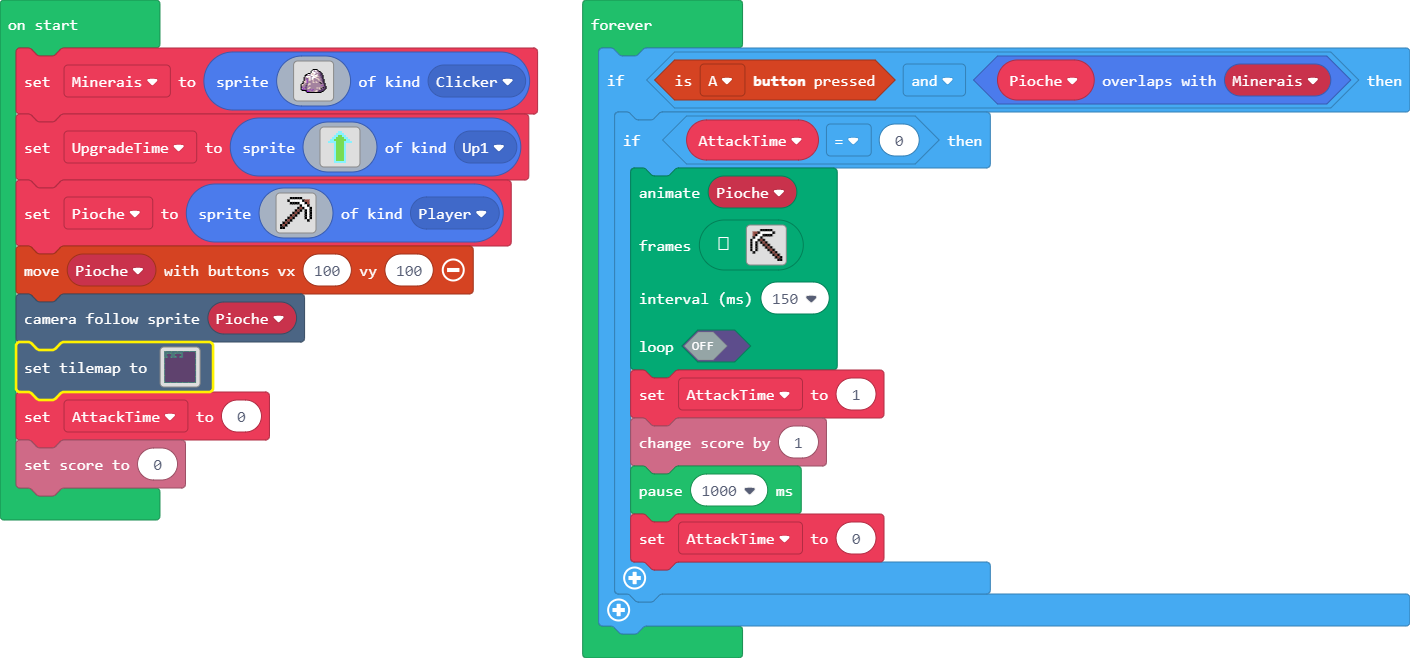 on start
set Minerais to sprite of kind Clicker
set UpgradeTime to sprite of kind Up1
set Pioche to sprite of kind Player
move Pioche with buttons vx 100 vy 100
camera follow sprite Pioche
set tilemap to
set AttackTime to 0
set score to 0
forever
if is A button pressed and Pioche overlaps with Minerais then
if AttackTime = 0 then
animate Pioche
frames
interval (ms) 150
loop OFF
set AttackTime to 1
change score by 1
pause 1000 ms
set AttackTime to 0